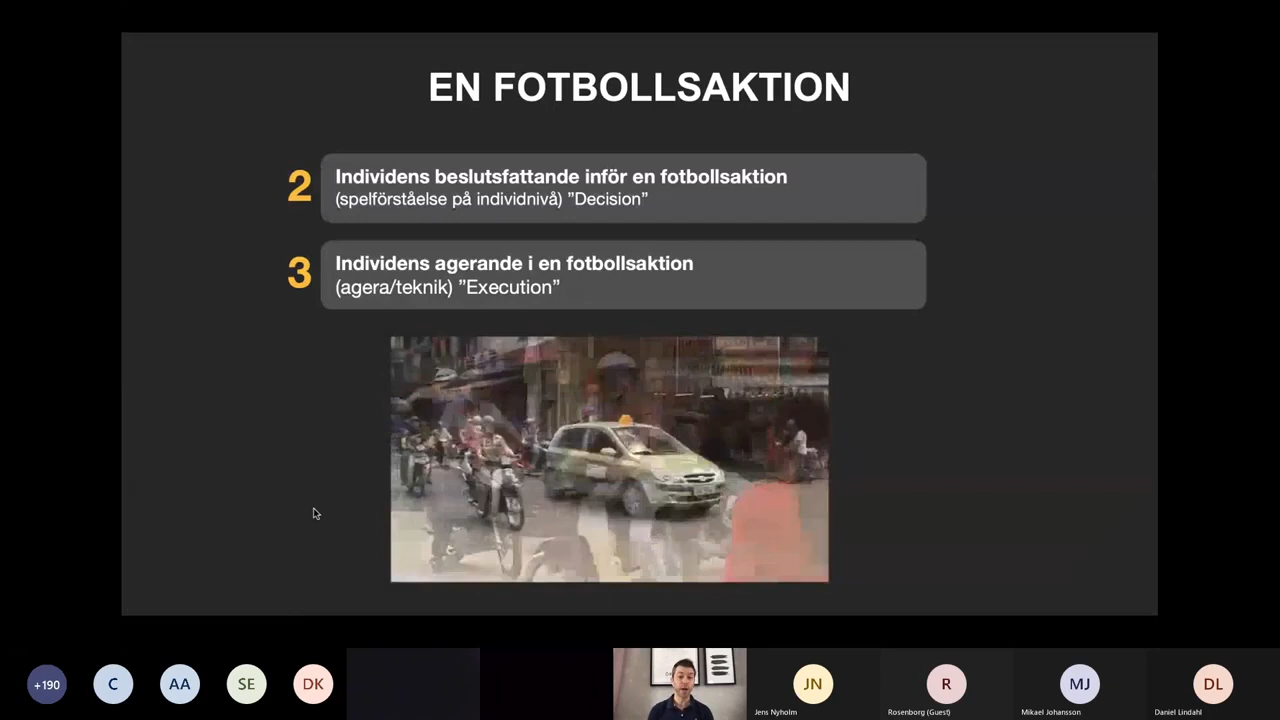 EN FOTBOLLSAKTION
2
Individens beslutsfattande inför en fotbollsaktion
(spelförståelse på individnivå) ”Decision”
3
Individens agerande i en fotbollsaktion
(agera/teknik) ”Execution”
+190
C
AA
SE
DK
JN
R
MJ
DL
Jens Nyholm
Rosenborg (Guest)
Mikael Johansson
Daniel Lindahl